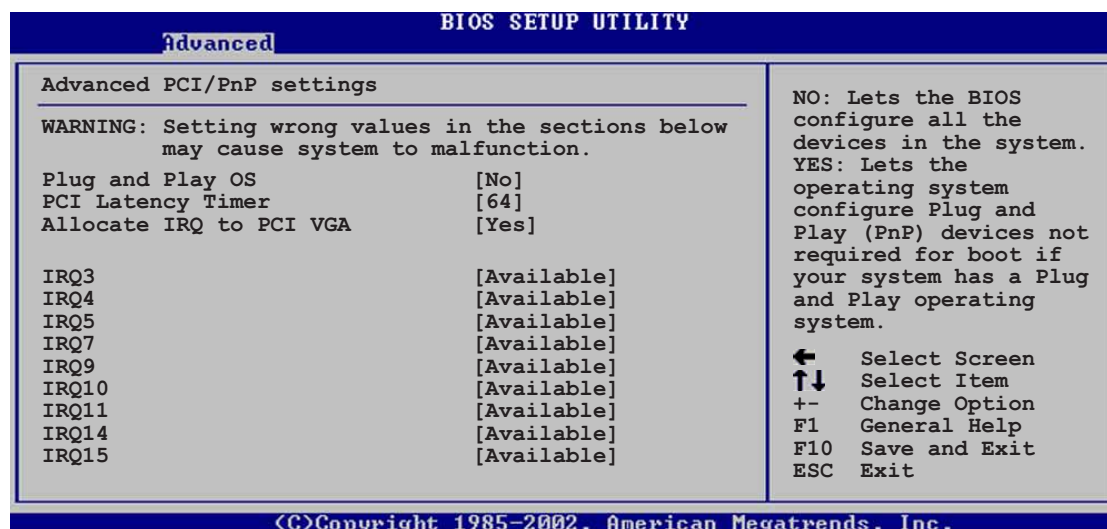 BIOS SETUP UTILITY
Advanced
Advanced PCI/PnP settings
WARNING: Setting wrong values in the sections below
may cause system to malfunction.
Plug and Play OS [No]
PCI Latency Timer [64]
Allocate IRQ to PCI VGA [Yes]
IRQ3 [Available]
IRQ4 [Available]
IRQ5 [Available]
IRQ7 [Available]
IRQ9 [Available]
IRQ10 [Available]
IRQ11 [Available]
IRQ14 [Available]
IRQ15 [Available]
NO: Lets the BIOS
configure all the
devices in the system.
YES: Lets the
operating system
configure Plug and
Play (PnP) devices not
required for boot if
your system has a Plug
and Play operating
system.
← Select Screen
↑↓ Select Item
+- Change Option
F1 General Help
F10 Save and Exit
ESC Exit
(C)Copyright 1985-2002, American Megatrends, Inc.